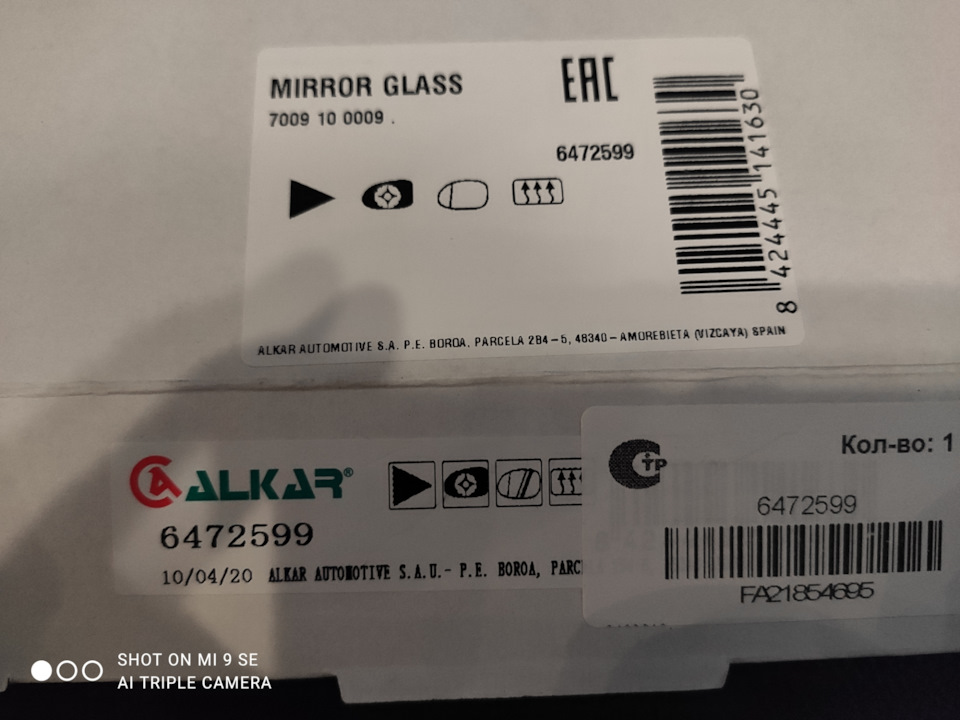 MIRROR GLASS
EAC
7009 10 0009 .
6472599
8 424445 141630
ALKAR AUTOMOTIVE S.A. P.E. BOROA, PARCELA 2B4-5, 48340-AMOREBIETA (VIZCAYA) SPAIN
ALKAR®
6472599
10/04/20 ALKAR AUTOMOTIVE S.A.U.- P.E. BOROA, PARC
Кол-во: 1
6472599
FA21854695
SHOT ON MI 9 SE
AI TRIPLE CAMERA